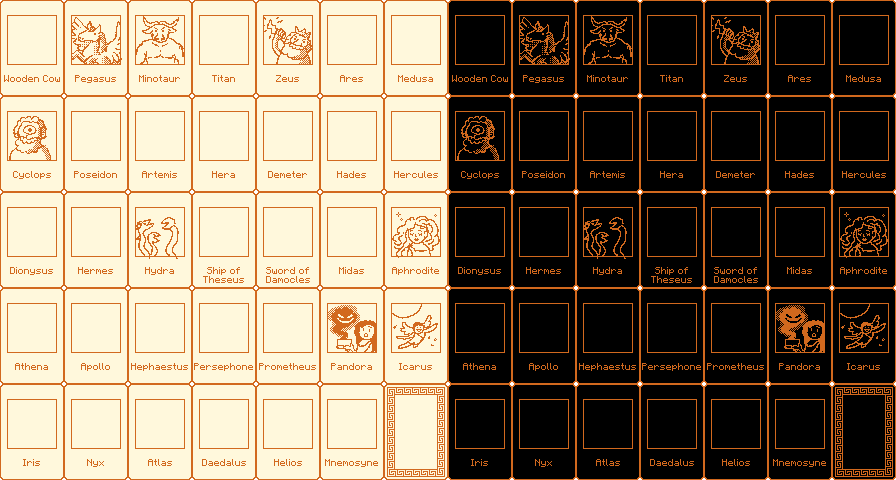 Wooden Cow Pegasus Minotaur Titan Zeus Ares Medusa Wooden Cow Pegasus Minotaur Titan Zeus Ares Medusa
Cyclops Poseidon Artemis Hera Demeter Hades Hercules Cyclops Poseidon Artemis Hera Demeter Hades Hercules
Dionysus Hermes Hydra Ship of Theseus Sword of Damocles Midas Aphrodite Dionysus Hermes Hydra Ship of Theseus Sword of Damocles Midas Aphrodite
Athena Apollo Hephaestus Persephone Prometheus Pandora Icarus Athena Apollo Hephaestus Persephone Prometheus Pandora Icarus
Iris Nyx Atlas Daedalus Helios Mnemosyne Iris Nyx Atlas Daedalus Helios Mnemosyne